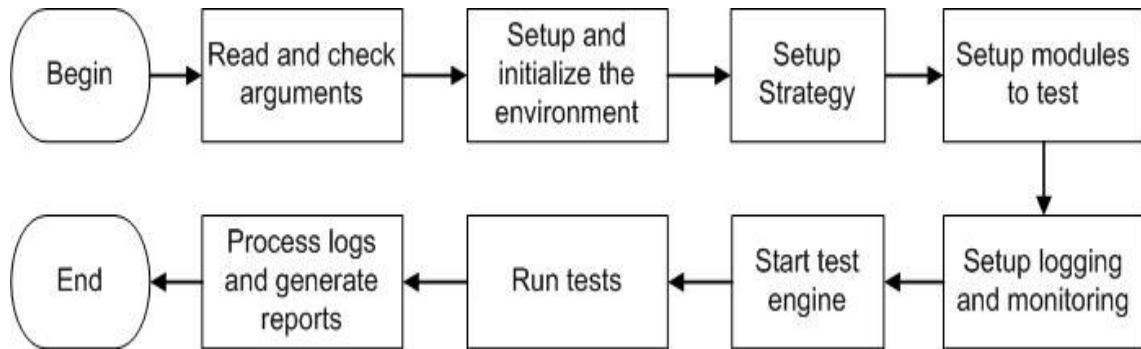 Begin
Read and check
arguments
Setup and
initialize the
environment
Setup
Strategy
Setup modules
to test
Setup logging
and monitoring
Start test
engine
Run tests
Process logs
and generate
reports
End